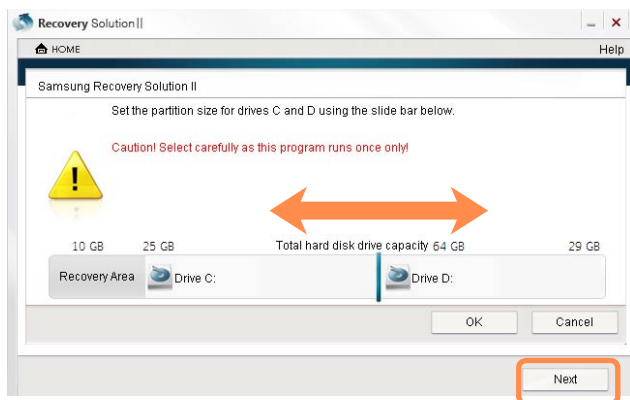 Recovery Solution II
HOME Help
Samsung Recovery Solution II
Set the partition size for drives C and D using the slide bar below.
Caution! Select carefully as this program runs once only!
10 GB 25 GB Total hard disk drive capacity 64 GB 29 GB
Recovery Area Drive C: Drive D:
OK Cancel
Next